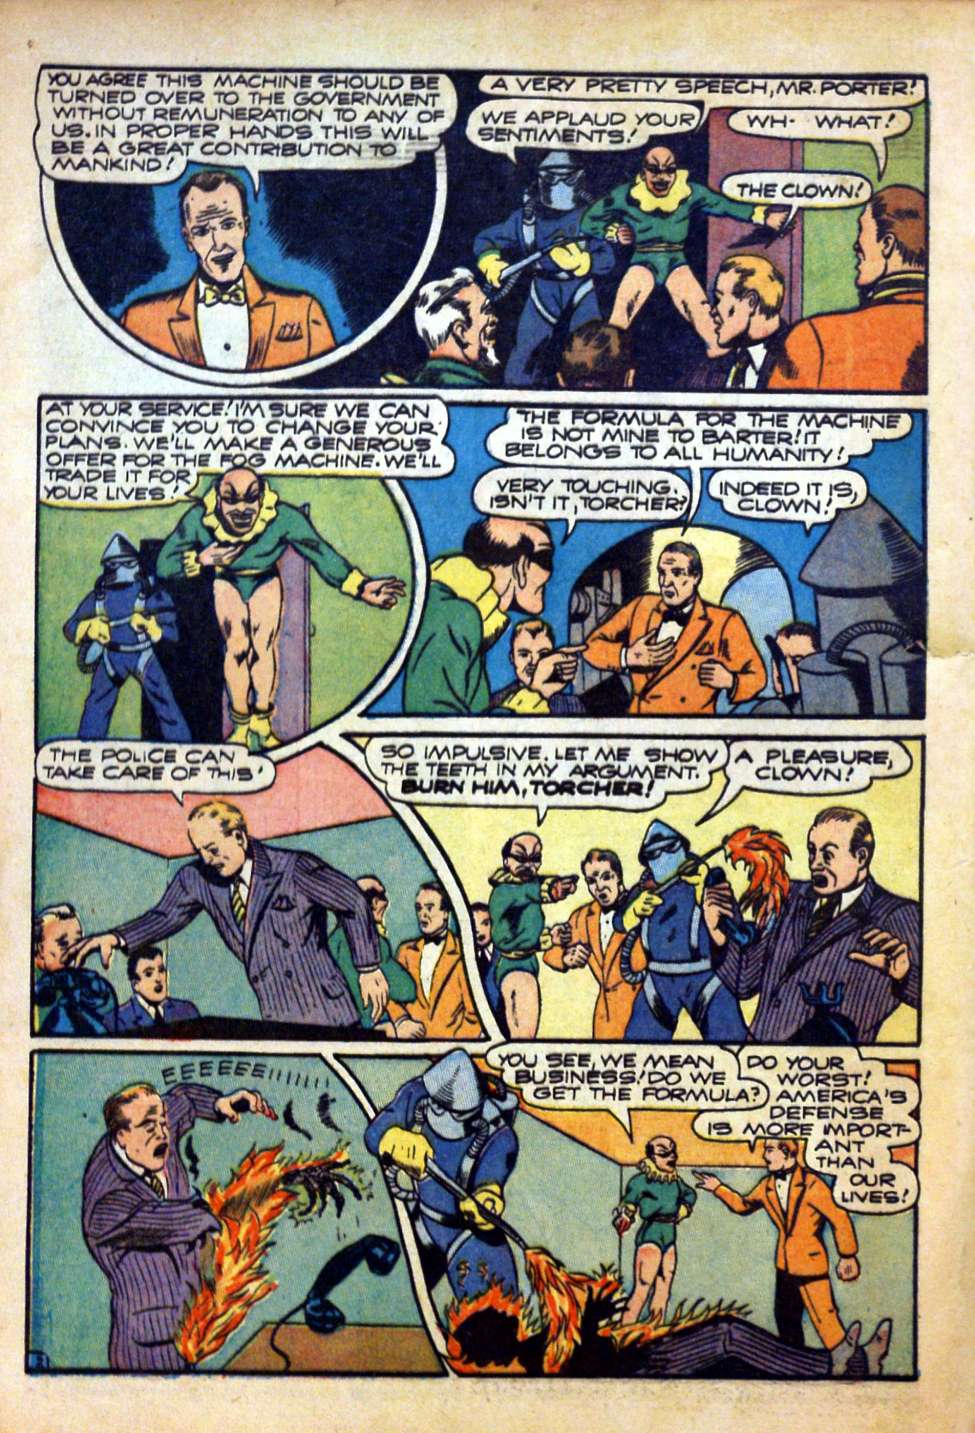 YOU AGREE THIS MACHINE SHOULD BE
TURNED OVER TO THE GOVERNMENT
WITHOUT REMUNERATION TO ANY OF
US. IN PROPER HANDS THIS WILL
BE A GREAT CONTRIBUTION TO
MANKIND!
A VERY PRETTY SPEECH, MR. PORTER!
WE APPLAUD YOUR
SENTIMENTS!
WH- WHAT!
THE CLOWN!
AT YOUR SERVICE! I'M SURE WE CAN
CONVINCE YOU TO CHANGE YOUR
PLANS. WE'LL MAKE A GENEROUS
OFFER FOR THE FOG MACHINE. WE'LL
TRADE IT FOR
YOUR LIVES!
THE FORMULA FOR THE MACHINE
IS NOT MINE TO BARTER! IT
BELONGS TO ALL HUMANITY!
VERY TOUCHING,
ISN'T IT, TORCHER?
INDEED IT IS,
CLOWN!
THE POLICE CAN
TAKE CARE OF THIS!
SO IMPULSIVE. LET ME SHOW
THE TEETH IN MY ARGUMENT.
BURN HIM, TORCHER!
A PLEASURE,
CLOWN!
EEEEEEIIIIIIII
YOU SEE, WE MEAN
BUSINESS! DO WE
GET THE FORMULA?
DO YOUR
WORST!
AMERICA'S
DEFENSE
IS MORE IMPORT-
ANT
THAN
OUR
LIVES!